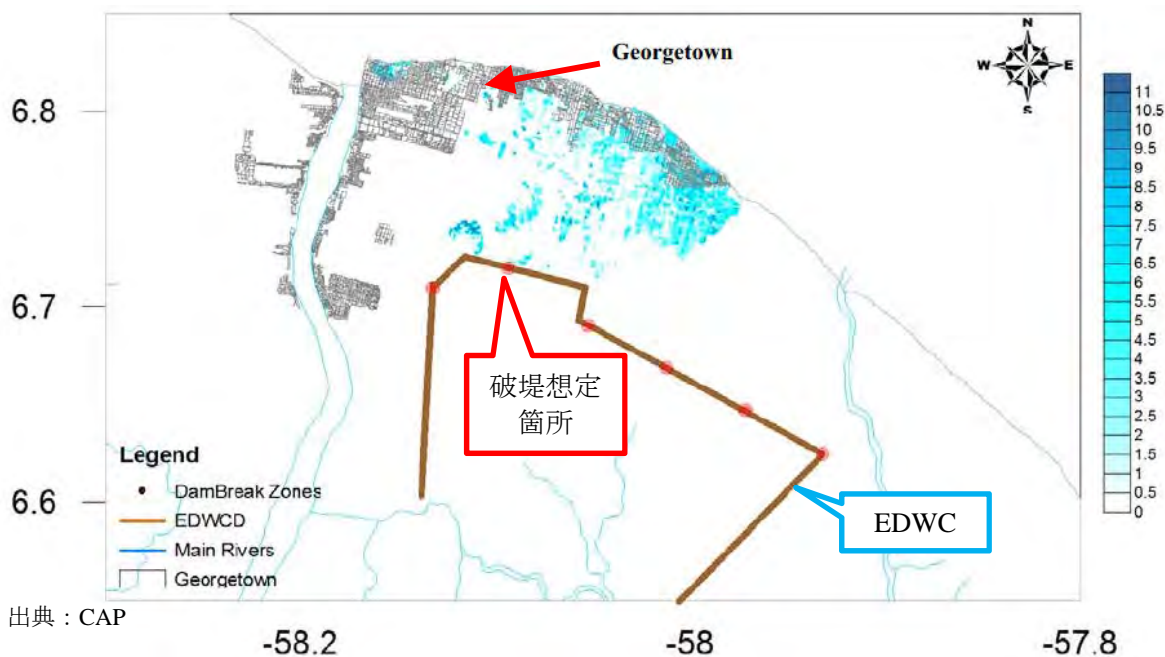 Georgetown
N
W E
S
6.8
6.7
6.6
11
10.5
10
9.5
9
8.5
8
7.5
7
6.5
6
5.5
5
4.5
4
3.5
3
2.5
2
1.5
1
0.5
0
破堤想定
箇所
EDWC
Legend
DamBreak Zones
EDWCD
Main Rivers
Georgetown
出典：CAP
-58.2 -58 -57.8